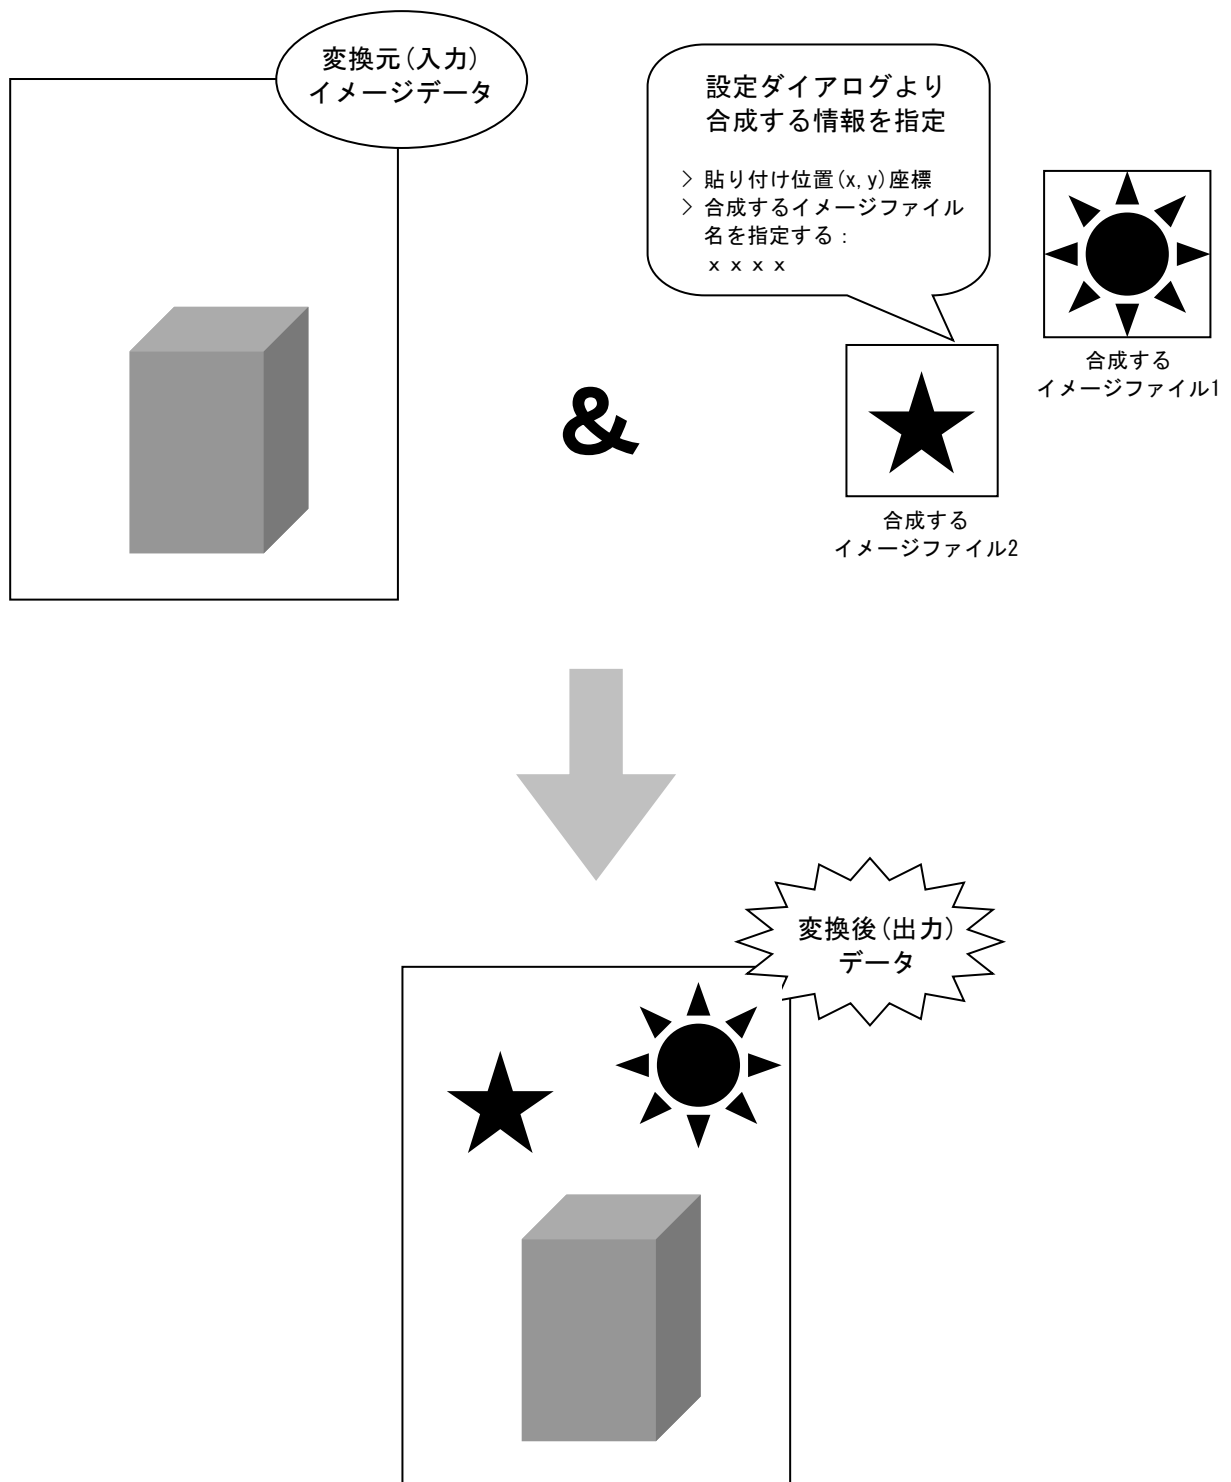 変換元(入力)
イメージデータ
設定ダイアログより
合成する情報を指定
> 貼り付け位置(x,y)座標
> 合成するイメージファイル
名を指定する：
ｘｘｘｘ
合成する
イメージファイル1
&
合成する
イメージファイル2
変換後(出力)
データ